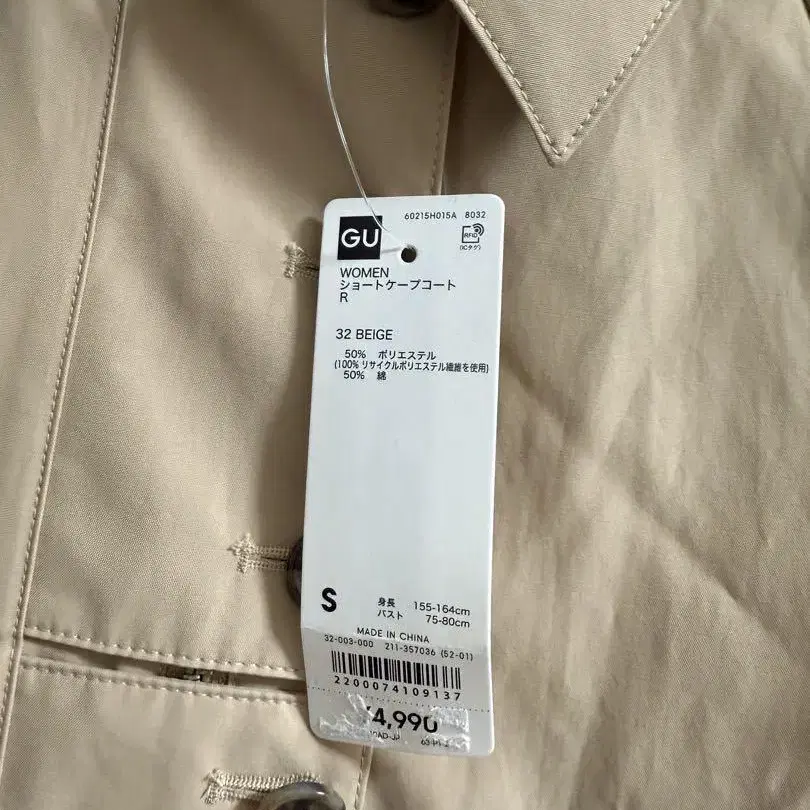 60215H015A 8032
GU
RFID
(ICタグ)
WOMEN
ショートケープコート
R
32 BEIGE
50% ポリエステル
(100% リサイクルポリエステル繊維を使用)
50% 綿
S
身長 155-164cm
バスト 75-80cm
MADE IN CHINA
32-003-000 211-357036 (52-01)
2200074109137
4,990